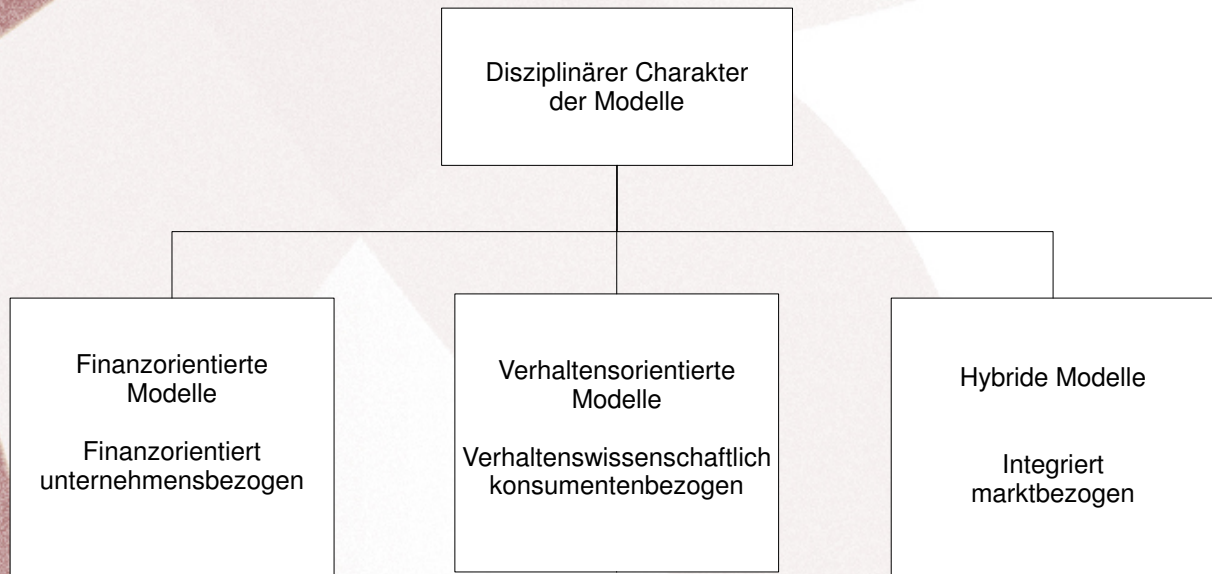 Disziplinärer Charakter
der Modelle
Finanzorientierte
Modelle
Finanzorientiert
unternehmensbezogen
Verhaltensorientierte
Modelle
Verhaltenswissenschaftlich
konsumentenbezogen
Hybride Modelle
Integriert
marktbezogen